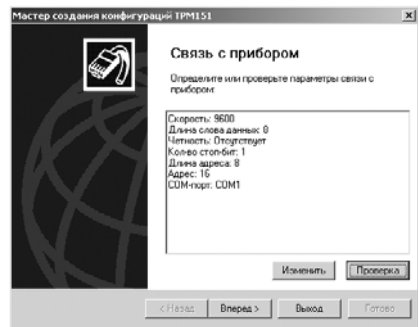 Мастер создания конфигураций ТРМ151
Связь с прибором
Определите или проверьте параметры связи с
прибором:
Скорость: 9600
Длина слова данных: 8
Четность: Отсутствует
Кол-во стоп-бит: 1
Длина адреса: 8
Адрес: 16
COM-порт: COM1
Изменить
Проверка
< Назад
Вперед >
Выход
Готово